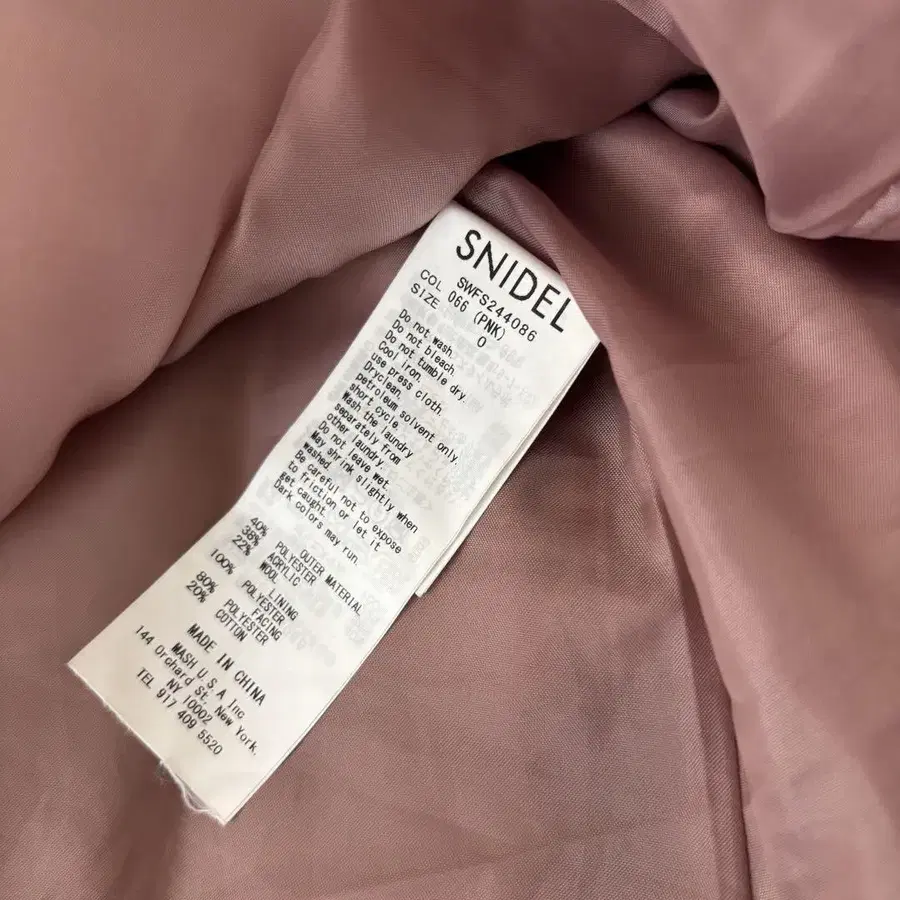 SNIDEL
SWFS244086
COL 066 (PNK)
SIZE 0
Do not wash.
Do not bleach.
Do not tumble dry.
Cool iron.
use press cloth.
Dryclean.
petroleum solvent only.
short cycle.
Wash the laundry
separately from
other laundry.
Do not leave wet.
May shrink slightly when
washed.
Be careful not to expose
to friction or let it
get caught.
Dark colors may run.
OUTER MATERIAL
40% POLYESTER
38% ACRYLIC
22% WOOL
LINING
100% POLYESTER
FACING
80% POLYESTER
20% COTTON
MADE IN CHINA
MASH U.S.A Inc
144 Orchard St, New York.
NY 10002
TEL 917 409 5520